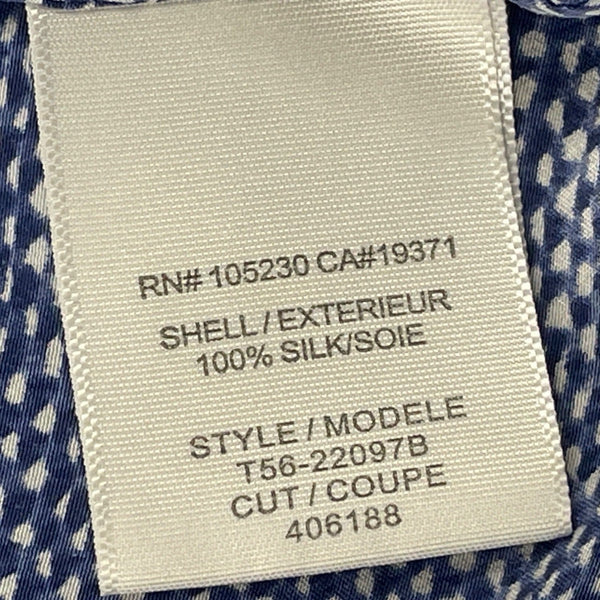 RN# 105230 CA#19371
SHELL / EXTERIEUR
100% SILK/SOIE
STYLE / MODELE
T56-22097B
CUT / COUPE
406188